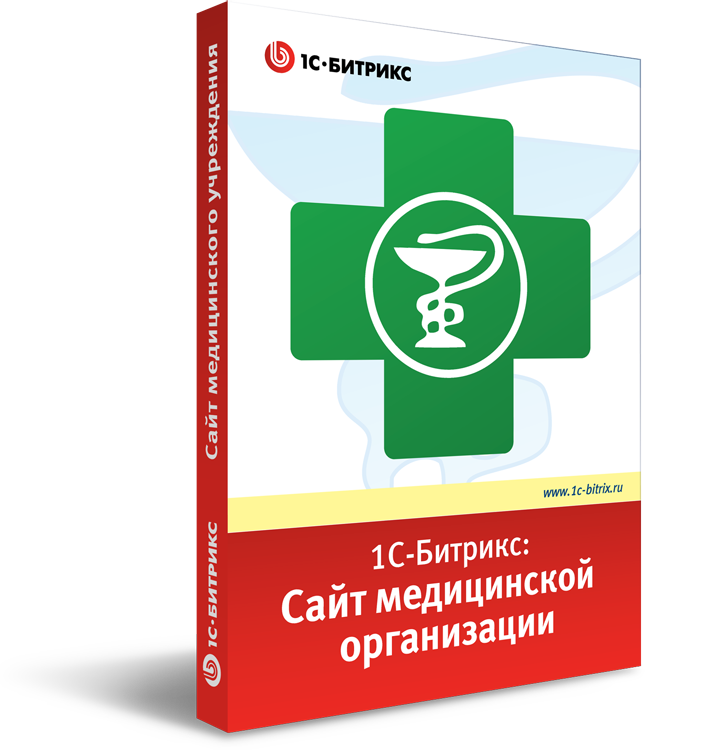 1С·БИТРИКС
www.1c-bitrix.ru
1С-Битрикс:
Сайт медицинской
организации
Сайт медицинского учреждения
1С·БИТРИКС